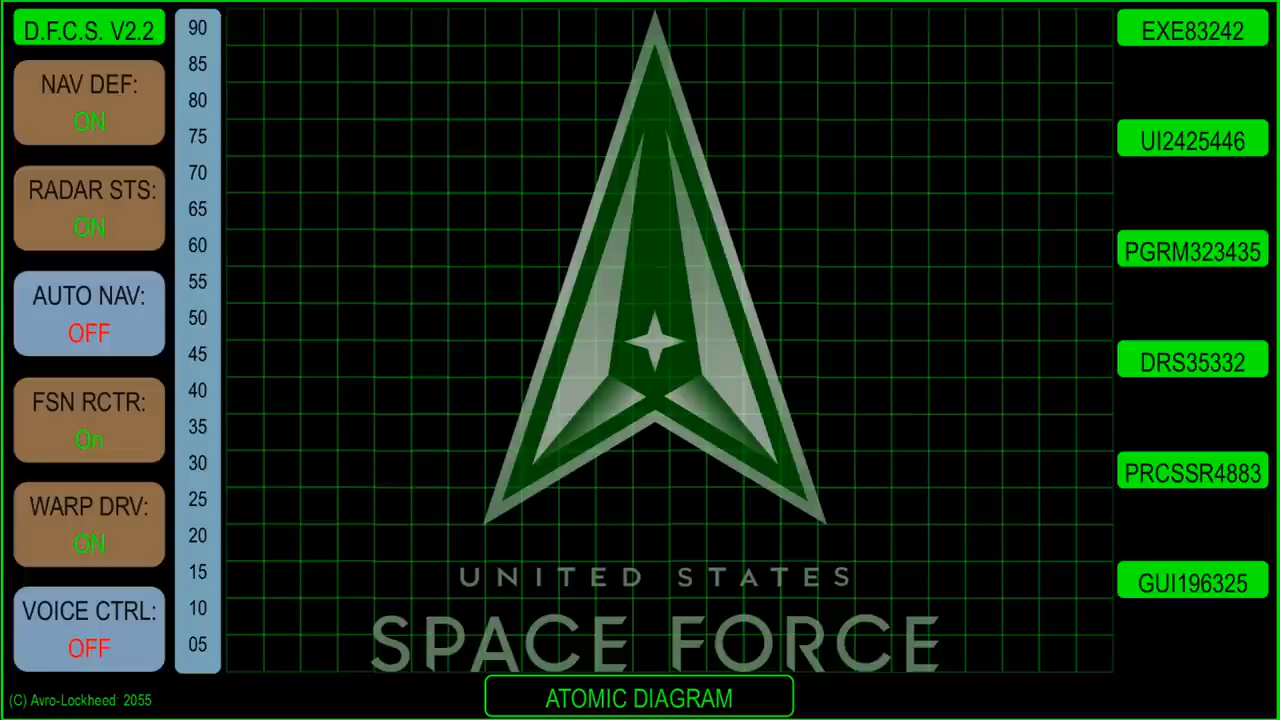 D.F.C.S. V2.2
NAV DEF:
ON
RADAR STS:
ON
AUTO NAV:
OFF
FSN RCTR:
On
WARP DRV:
ON
VOICE CTRL:
OFF
(C) Avro-Lockheed: 2055
90
85
80
75
70
65
60
55
50
45
40
35
30
25
20
15
10
05
UNITED STATES
SPACE FORCE
ATOMIC DIAGRAM
EXE83242
UI2425446
PGRM323435
DRS35332
PRCSSR4883
GUI196325